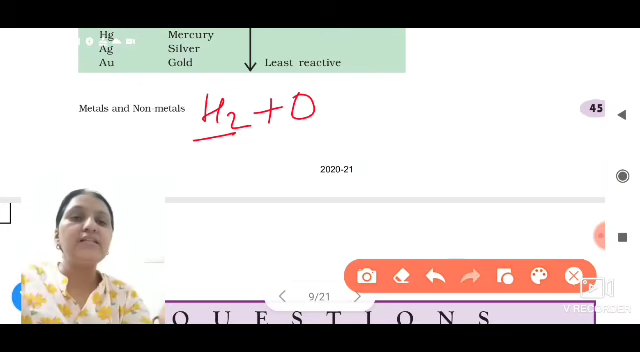 Hg Mercury
Ag Silver
Au Gold Least reactive
Metals and Non-metals 45
H2 + O
2020-21
9/21
QUESTIONS
V RECORDER